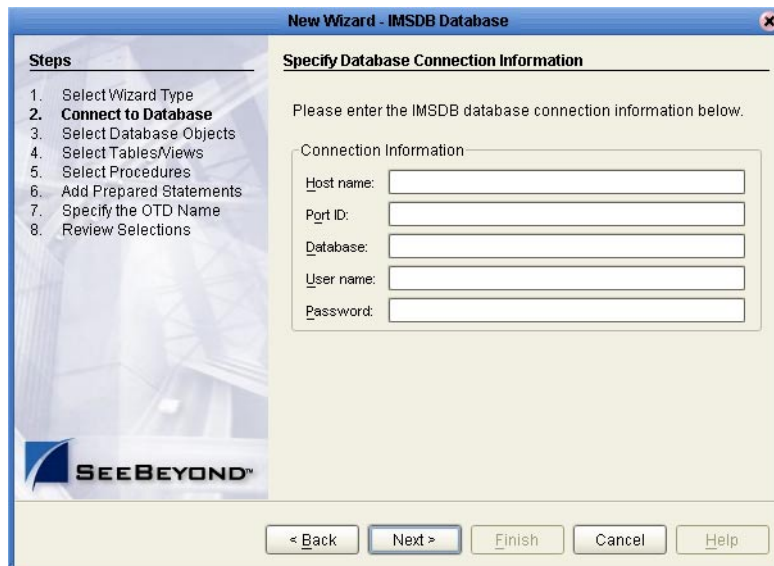 New Wizard - IMSDB Database
Steps
1. Select Wizard Type
2. Connect to Database
3. Select Database Objects
4. Select Tables/Views
5. Select Procedures
6. Add Prepared Statements
7. Specify the OTD Name
8. Review Selections
SEEBEYOND™
Specify Database Connection Information
Please enter the IMSDB database connection information below.
Connection Information
Host name:
Port ID:
Database:
User name:
Password:
< Back Next > Finish Cancel Help